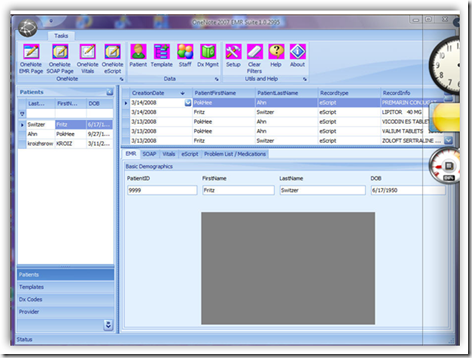 OneNote 2007 EMR Suite 1.0.2995
Tasks
OneNote EMR Page
OneNote SOAP Page
OneNote Vitals
OneNote eScript
Patient
Template
Staff
Dx Mgmt
Setup
Clear Filters
Help
About
OneNote
Data
Utils and Help
Patients
Last...
FirstN...
DOB
Switzer Fritz 6/17/1...
Ahn PokHee 9/27/1...
KROIZ 3/11/2...
CreationDate PatientFirstName PatientLastName Recordtype RecordInfo
3/14/2008 PokHee Ahn eScript PREMARIN CONJU
3/14/2008 Fritz Switzer eScript LIPITOR 40 MG
3/13/2008 Fritz Switzer eScript VICODIN ES TABLET
3/13/2008 PokHee Ahn eScript VALIUM TABLETS
3/13/2008 Fritz Switzer eScript ZOLOFT SERTRALINE
EMR SOAP Vitals eScript Problem List / Medications
Basic Demographics
PatientID FirstName LastName DOB
9999 Fritz Switzer 6/17/1950
Patients
Templates
Dx Codes
Provider
Status